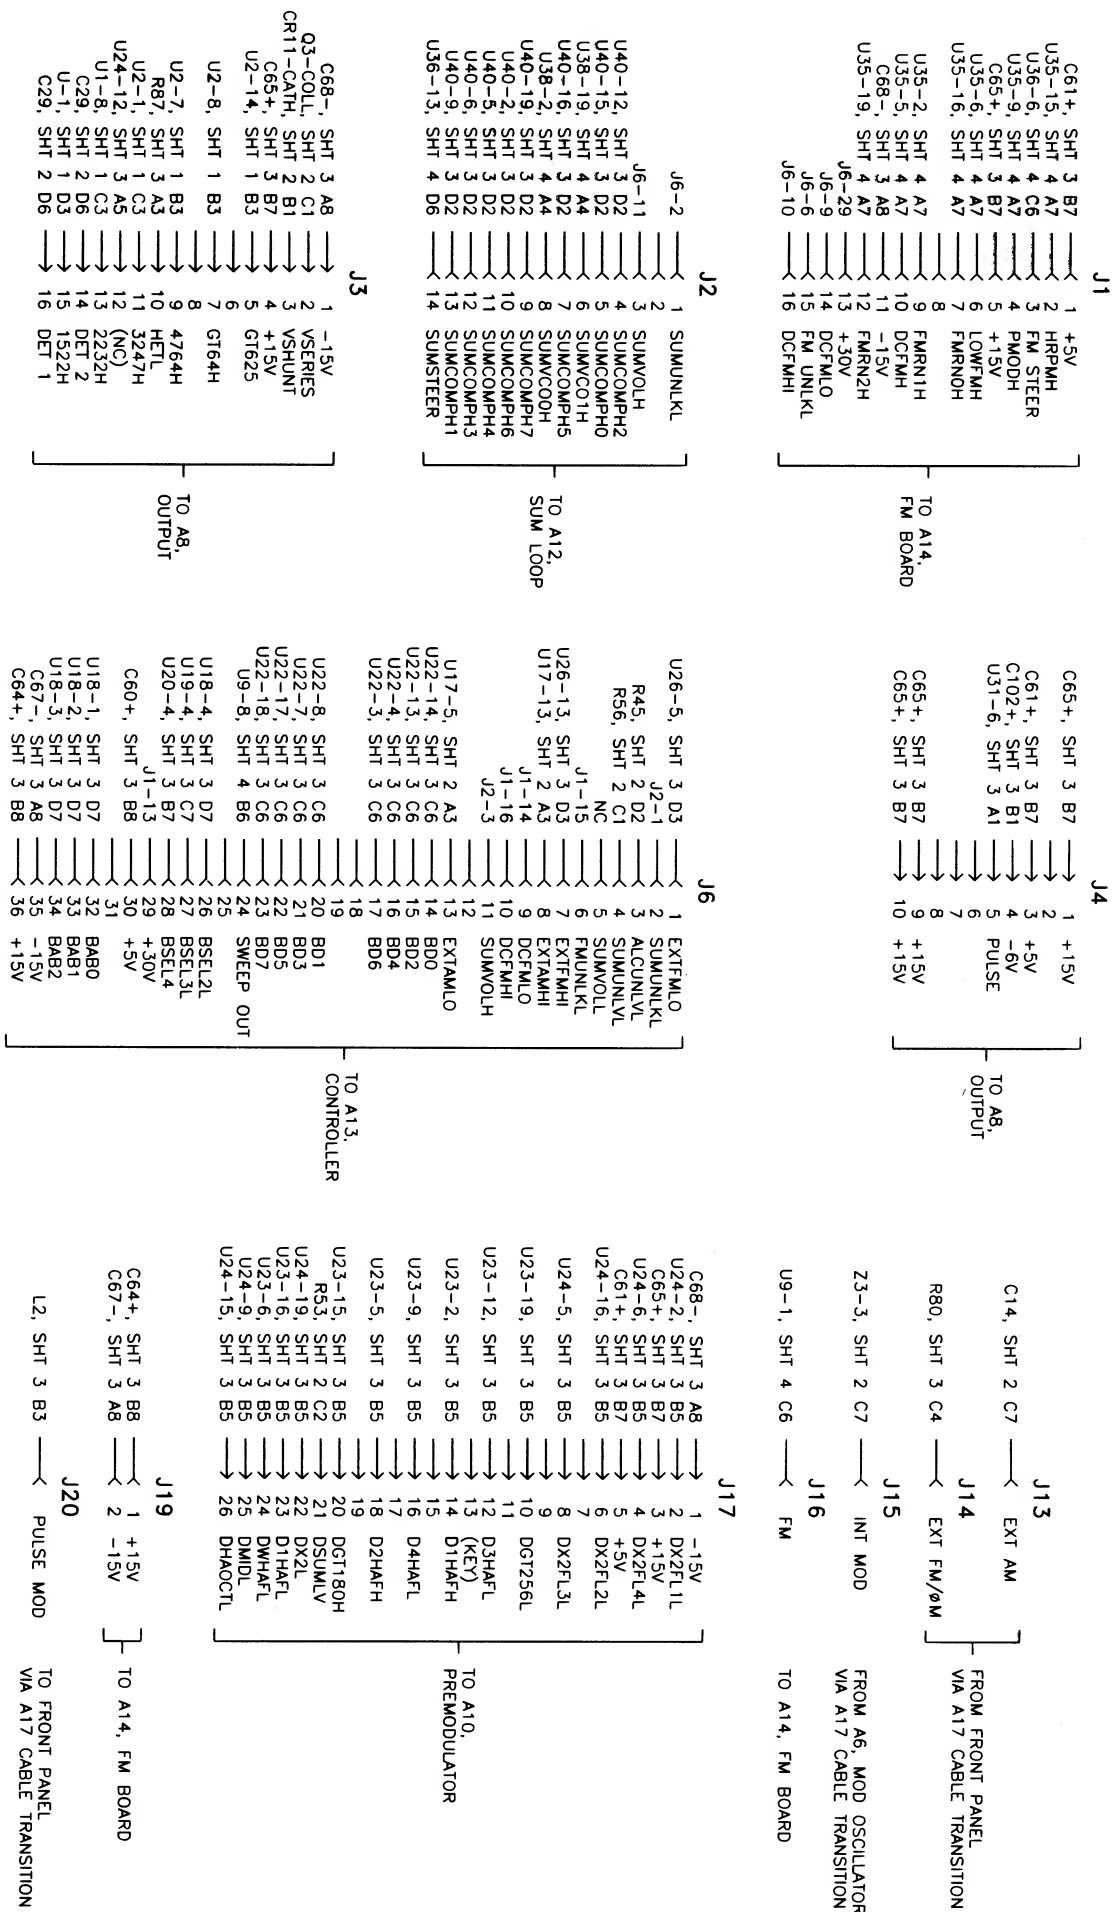 J1
C61+, SHT 3 B7 1 +5V
U35-15, SHT 4 A7 2 HRPMH
U36-6, SHT 4 C6 3 FM STEER
U35-9, SHT 4 A7 4 PMODH
C65+, SHT 3 B7 5 +15V
U35-6, SHT 4 A7 6 LOWFMH
U35-16, SHT 4 A7 7 FMRN0H
8
U35-2, SHT 4 A7 9 FMRN1H
U35-5, SHT 4 A7 10 DCFMH
C68-, SHT 3 A8 11 -15V
U35-19, SHT 4 A7 12 FMRN2H
J6-29 13 +30V
J6-9 14 DCFMLO
J6-6 15 FM UNLKL
J6-10 16 DCFMHI
TO A14,
FM BOARD
J2
J6-2 1 SUMUNLKL
2
J6-11 3 SUMVOLH
U40-12, SHT 3 D2 4 SUMCOMPH2
U40-15, SHT 3 D2 5 SUMCOMPH0
U38-19, SHT 4 A4 6 SUMVCO1H
U40-16, SHT 3 D2 7 SUMCOMPH5
U38-2, SHT 4 A4 8 SUMVCO0H
U40-19, SHT 3 D2 9 SUMCOMPH7
U40-2, SHT 3 D2 10 SUMCOMPH6
U40-5, SHT 3 D2 11 SUMCOMPH4
U40-6, SHT 3 D2 12 SUMCOMPH3
U40-9, SHT 3 D2 13 SUMCOMPH1
U36-13, SHT 4 D6 14 SUMSTEER
TO A12,
SUM LOOP
J3
C68-, SHT 3 A8 1 -15V
Q3-COLL, SHT 2 C1 2 VSERIES
CR11-CATH, SHT 2 B1 3 VSHUNT
C65+, SHT 3 B7 4 +15V
U2-14, SHT 1 B3 5 GT625
6
U2-8, SHT 1 B3 7 GT64H
8
U2-7, SHT 1 B3 9 4764H
R87, SHT 3 A3 10 HETL
U2-1, SHT 1 C3 11 3247H
U24-12, SHT 3 A5 12 (NC)
U1-8, SHT 1 C3 13 2232H
C29, SHT 2 D6 14 DET 2
U-1, SHT 1 D3 15 1522H
C29, SHT 2 D6 16 DET 1
TO A8,
OUTPUT
J4
C65+, SHT 3 B7 1 +15V
2
C61+, SHT 3 B7 3 +5V
C102+, SHT 3 B1 4 -6V
U31-6, SHT 3 A1 5 PULSE
6
7
8
C65+, SHT 3 B7 9 +15V
C65+, SHT 3 B7 10 +15V
TO A8,
OUTPUT
J6
U26-5, SHT 3 D3 1 EXTFMLO
J2-1 2 SUMUNLKL
R45, SHT 2 D2 3 ALCUNLVL
R56, SHT 2 C1 4 SUMUNLVL
NC 5 SUMVOLL
J1-15 6 FMUNLKL
U26-13, SHT 3 D3 7 EXTFMHI
U17-13, SHT 2 A3 8 EXTAMHI
J1-14 9 DCFMLO
J1-16 10 DCFMHI
J2-3 11 SUMVOLH
12
U17-5, SHT 2 A3 13 EXTAMLO
U22-14, SHT 3 C6 14 BD0
U22-13, SHT 3 C6 15 BD2
U22-4, SHT 3 C6 16 BD4
U22-3, SHT 3 C6 17 BD6
18
19
U22-8, SHT 3 C6 20 BD1
U22-7, SHT 3 C6 21 BD3
U22-17, SHT 3 C6 22 BD5
U22-18, SHT 3 C6 23 BD7
U9-8, SHT 4 B6 24 SWEEP OUT
25
U18-4, SHT 3 D7 26 BSEL2L
U19-4, SHT 3 C7 27 BSEL3L
U20-4, SHT 3 B7 28 BSEL4
J1-13 29 +30V
C60+, SHT 3 B8 30 +5V
31
U18-1, SHT 3 D7 32 BAB0
U18-2, SHT 3 D7 33 BAB1
U18-3, SHT 3 D7 34 BAB2
C67-, SHT 3 A8 35 -15V
C64+, SHT 3 B8 36 +15V
TO A13,
CONTROLLER
J13
C14, SHT 2 C7 EXT AM
J14
R80, SHT 3 C4 EXT FM/ØM
FROM FRONT PANEL
VIA A17 CABLE TRANSITION
J15
Z3-3, SHT 2 C7 INT MOD
FROM A6, MOD OSCILLATOR
VIA A17 CABLE TRANSITION
J16
U9-1, SHT 4 C6 FM
TO A14, FM BOARD
J17
C68-, SHT 3 A8 1 -15V
U24-2, SHT 3 B5 2 DX2FL1L
C65+, SHT 3 B7 3 +15V
U24-6, SHT 3 B5 4 DX2FL4L
C61+, SHT 3 B7 5 +5V
U24-16, SHT 3 B5 6 DX2FL2L
7
U24-5, SHT 3 B5 8 DX2FL3L
9
U23-19, SHT 3 B5 10 DGT256L
11
U23-12, SHT 3 B5 12 D3HAFL
13 (KEY)
U23-2, SHT 3 B5 14 D1HAFH
15
U23-9, SHT 3 B5 16 D4HAFL
17
U23-5, SHT 3 B5 18 D2HAFH
19
U23-15, SHT 3 B5 20 DGT180H
R53, SHT 2 C2 21 DSUMLV
U24-19, SHT 3 B5 22 DX2L
U23-16, SHT 3 B5 23 D1HAFL
U23-6, SHT 3 B5 24 DWHAFL
U24-9, SHT 3 B5 25 DMIDL
U24-15, SHT 3 B5 26 DHAOCTL
TO A10,
PREMODULATOR
J19
C64+, SHT 3 B8 1 +15V
C67-, SHT 3 A8 2 -15V
TO A14, FM BOARD
J20
L2, SHT 3 B3 PULSE MOD
TO FRONT PANEL
VIA A17 CABLE TRANSITION